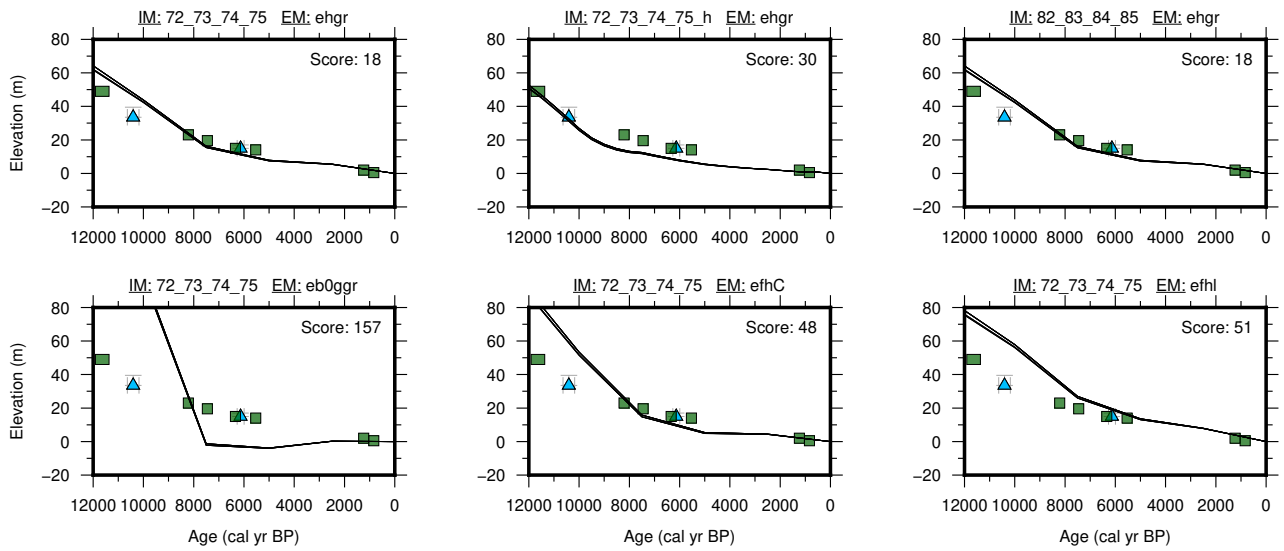 IM: 72_73_74_75 EM: ehgr
IM: 72_73_74_75_h EM: ehgr
IM: 82_83_84_85 EM: ehgr
80
60
40
20
0
−20
Elevation (m)
Score: 18
12000 10000 8000 6000 4000 2000 0
80
60
40
20
0
−20
Score: 30
12000 10000 8000 6000 4000 2000 0
80
60
40
20
0
−20
Score: 18
12000 10000 8000 6000 4000 2000 0
IM: 72_73_74_75 EM: eb0ggr
IM: 72_73_74_75 EM: efhC
IM: 72_73_74_75 EM: efhl
80
60
40
20
0
−20
Elevation (m)
Score: 157
12000 10000 8000 6000 4000 2000 0
Age (cal yr BP)
80
60
40
20
0
−20
Score: 48
12000 10000 8000 6000 4000 2000 0
Age (cal yr BP)
80
60
40
20
0
−20
Score: 51
12000 10000 8000 6000 4000 2000 0
Age (cal yr BP)